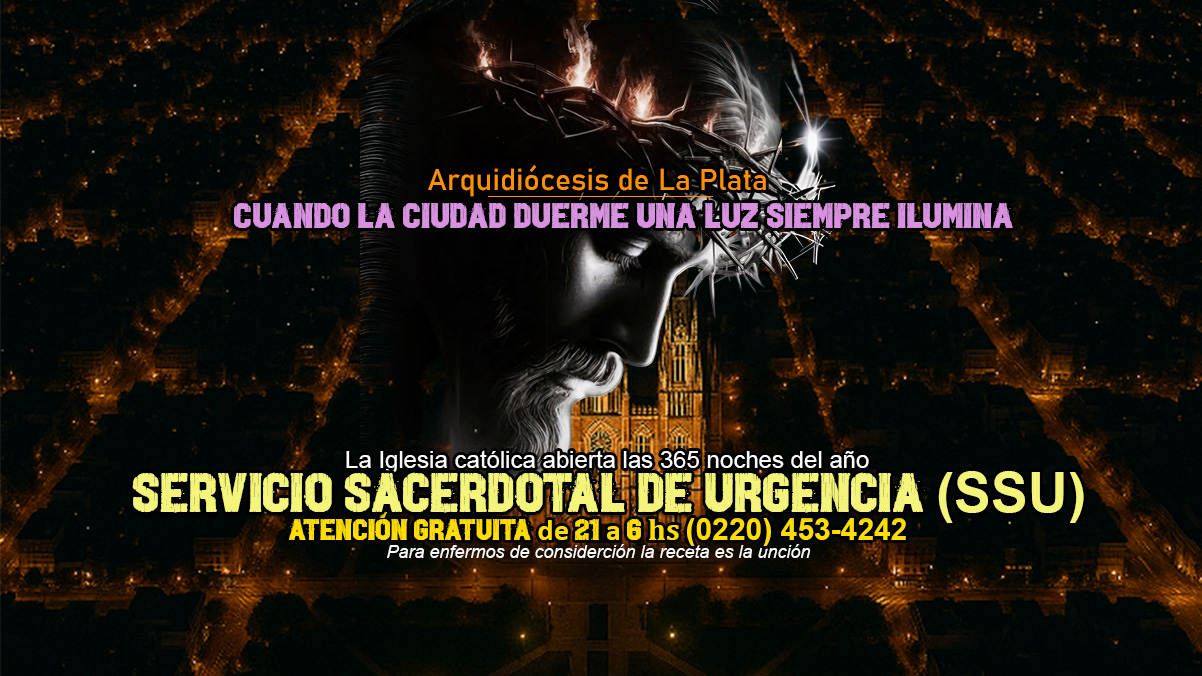 Arquidiócesis de La Plata
CUANDO LA CIUDAD DUERME UNA LUZ SIEMPRE ILUMINA
La Iglesia católica abierta las 365 noches del año
SERVICIO SACERDOTAL DE URGENCIA (SSU)
ATENCIÓN GRATUITA de 21 a 6 hs (0220) 453-4242
Para enfermos de considerción la receta es la unción